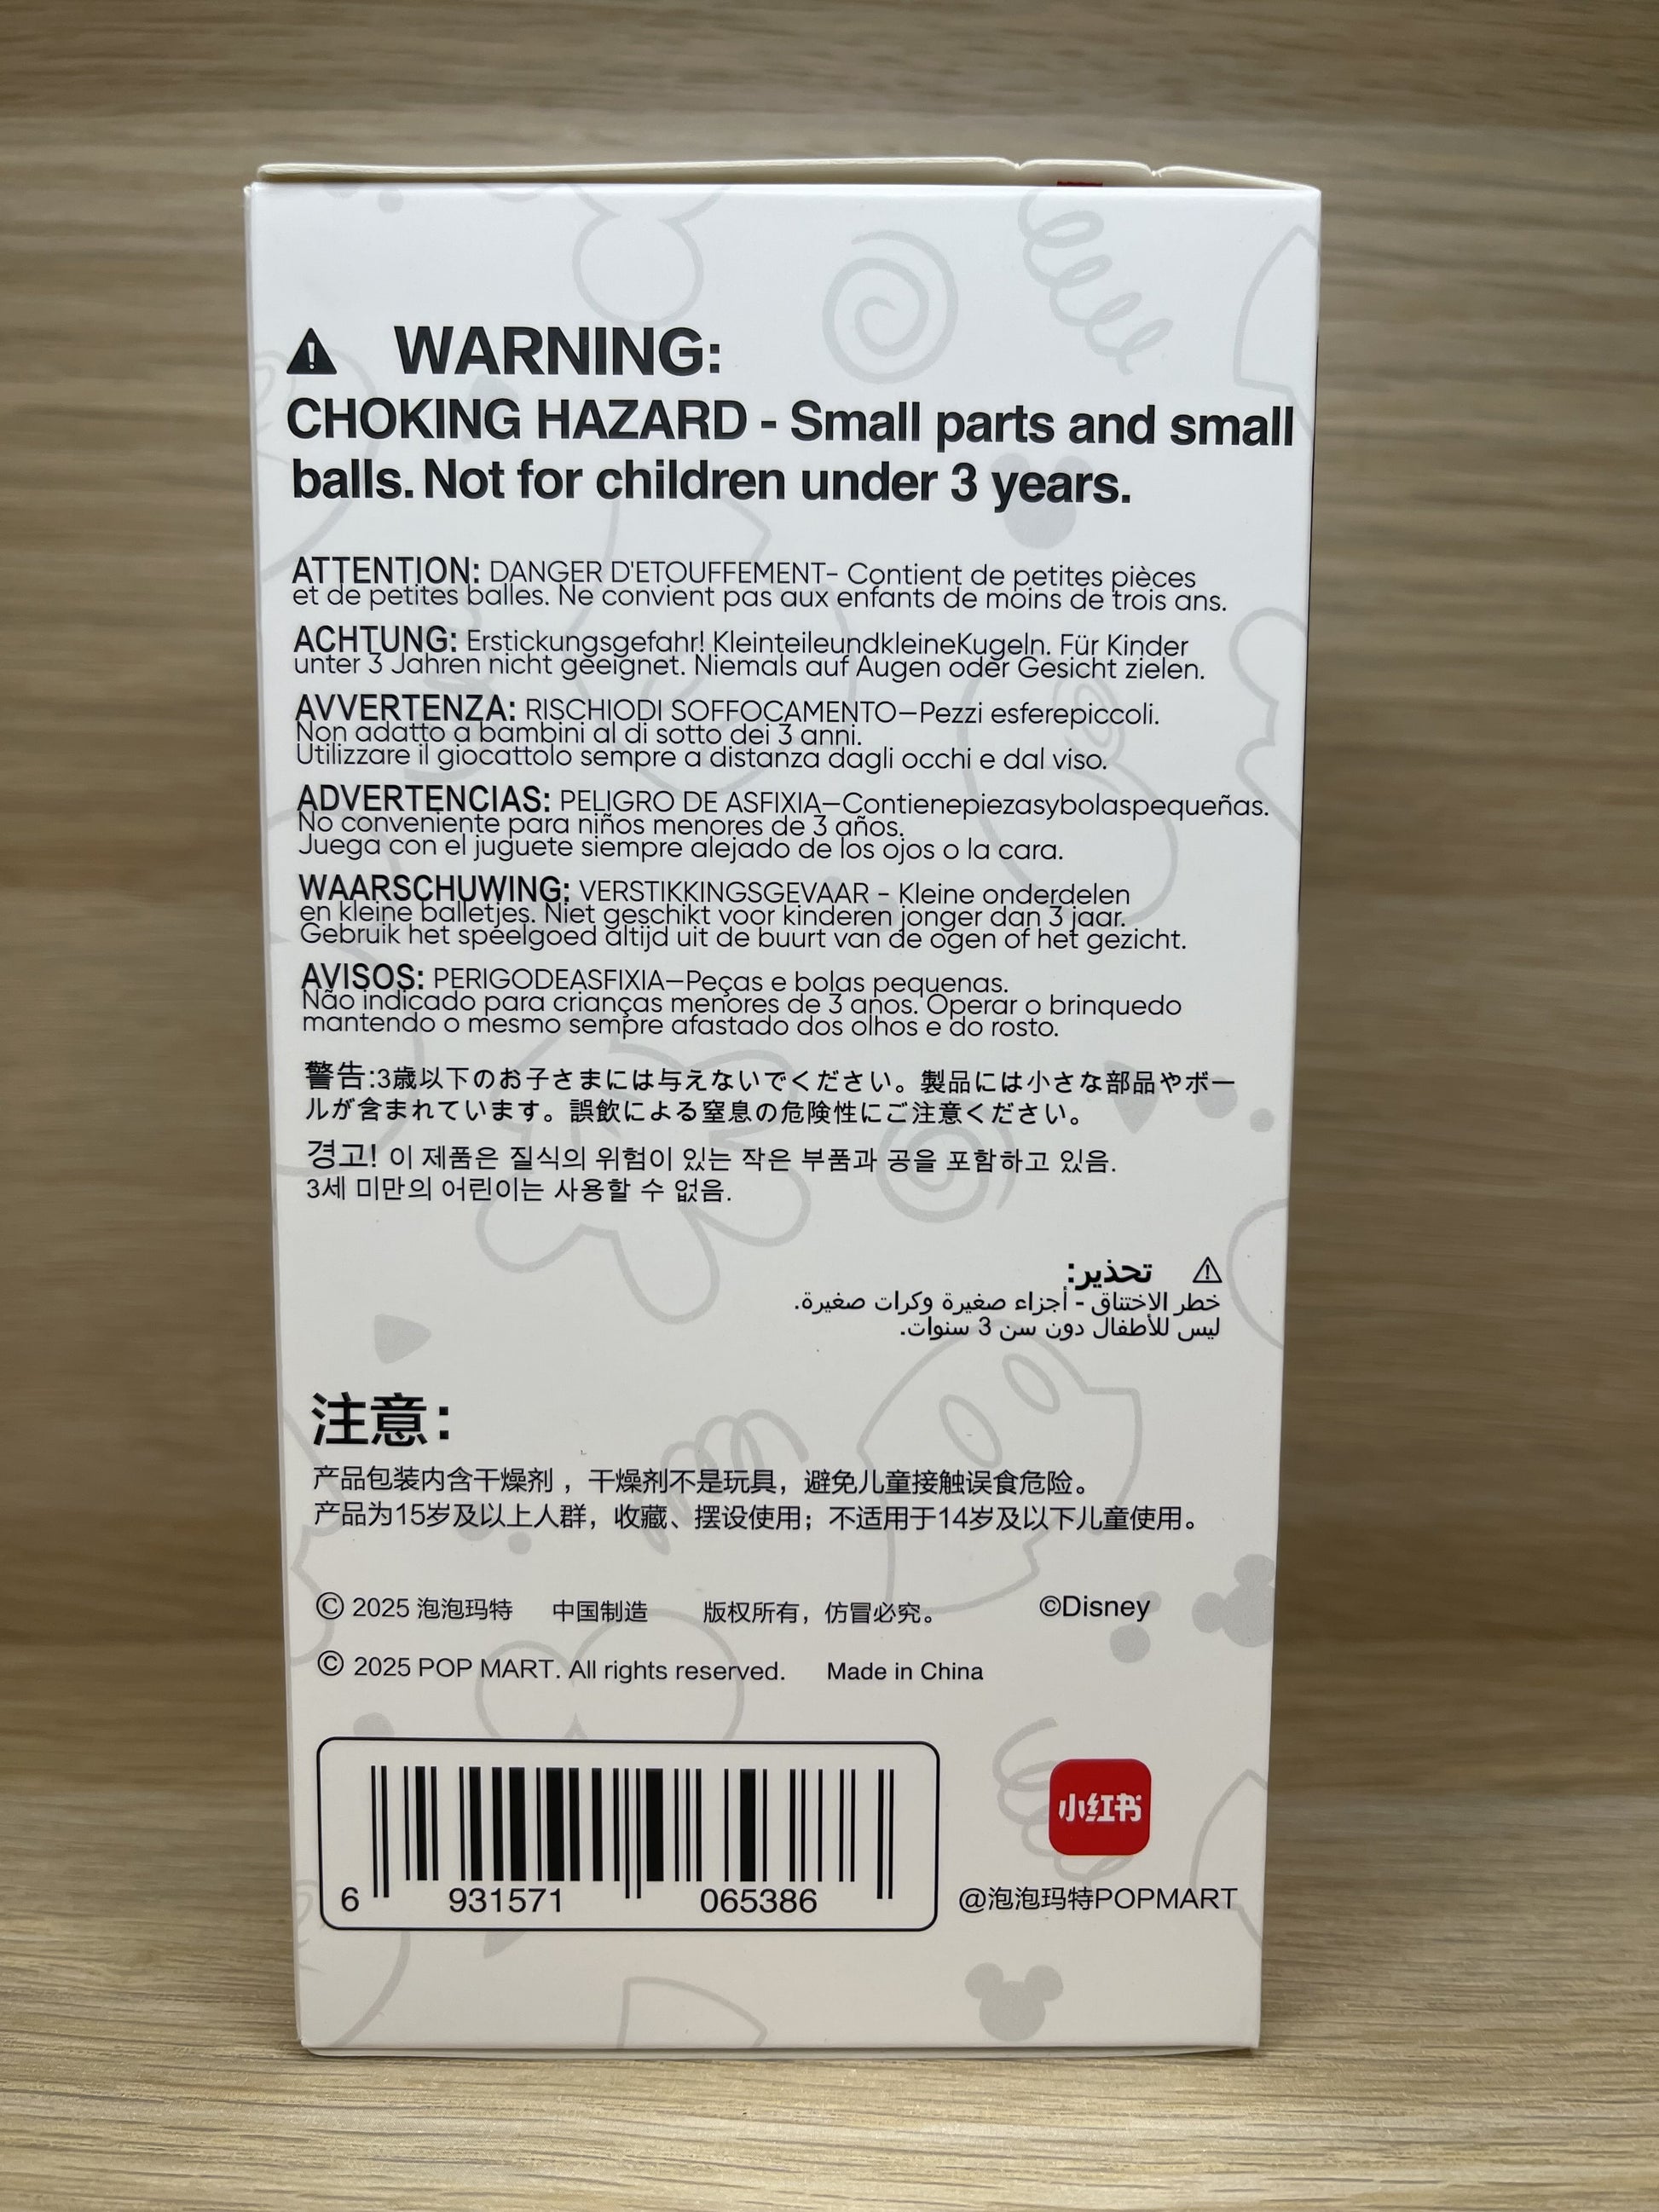 ⚠ WARNING:
CHOKING HAZARD - Small parts and small
balls. Not for children under 3 years.
ATTENTION: DANGER D'ETOUFFEMENT- Contient de petites pièces
et de petites balles. Ne convient pas aux enfants de moins de trois ans.
ACHTUNG: Erstickungsgefahr! KleinteileundkleineKugeln. Für Kinder
unter 3 Jahren nicht geeignet. Niemals auf Augen oder Gesicht zielen.
AVVERTENZA: RISCHIODI SOFFOCAMENTO—Pezzi esferepiccoli.
Non adatto a bambini al di sotto dei 3 anni.
Utilizzare il giocattolo sempre a distanza dagli occhi e dal viso.
ADVERTENCIAS: PELIGRO DE ASFIXIA—Contienepiezasybolaspequeñas.
No conveniente para niños menores de 3 años.
Juega con el juguete siempre alejado de los ojos o la cara.
WAARSCHUWING: VERSTIKKINGSGEVAAR - Kleine onderdelen
en kleine balletjes. Niet geschikt voor kinderen jonger dan 3 jaar.
Gebruik het speelgoed altijd uit de buurt van de ogen of het gezicht.
AVISOS: PERIGODEASFIXIA—Peças e bolas pequenas.
Não indicado para crianças menores de 3 anos. Operar o brinquedo
mantendo o mesmo sempre afastado dos olhos e do rosto.
警告:3歳以下のお子さまには与えないでください。製品には小さな部品やボー
ルが含まれています。誤飲による窒息の危険性にご注意ください。
경고! 이 제품은 질식의 위험이 있는 작은 부품과 공을 포함하고 있음.
3세 미만의 어린이는 사용할 수 없음.
⚠ تحذير:
خطر الاختناق - أجزاء صغيرة وكرات صغيرة.
ليس للأطفال دون سن 3 سنوات.
注意：
产品包装内含干燥剂，干燥剂不是玩具，避免儿童接触误食危险。
产品为15岁及以上人群，收藏、摆设使用；不适用于14岁及以下儿童使用。
© 2025 泡泡玛特 中国制造 版权所有，仿冒必究。 ©Disney
© 2025 POP MART. All rights reserved. Made in China
小红书
6 931571 065386
@泡泡玛特POPMART